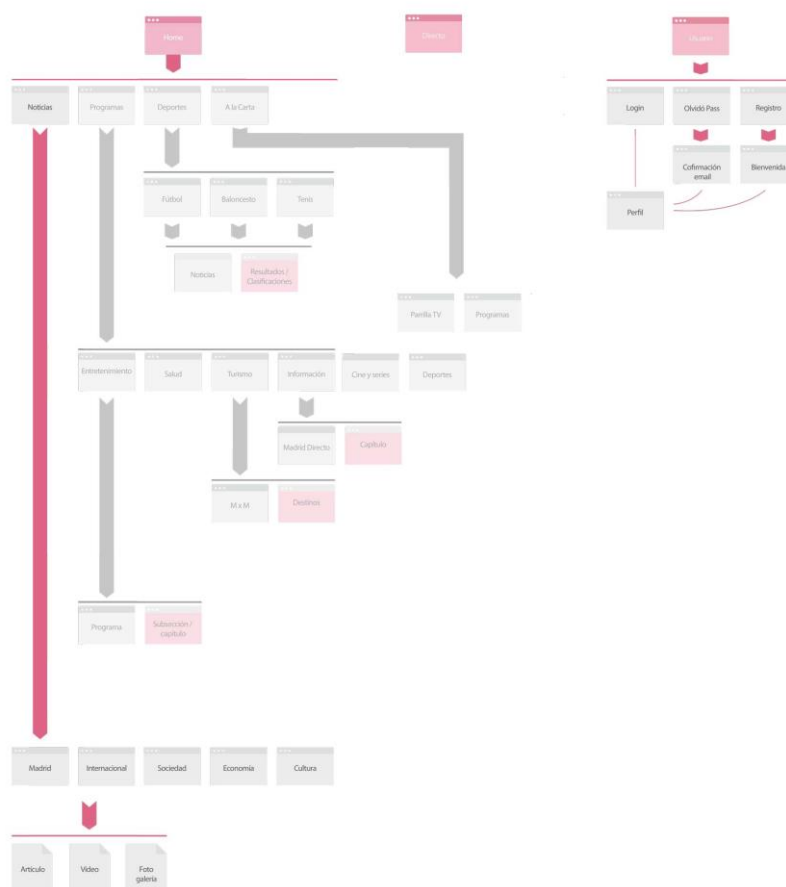 Home
Directo
Usuario
Noticias
Programas
Deportes
A la Carta
Login
Olvidó Pass
Registro
Cofirmación
email
Bienvenida
Perfil
Fútbol
Baloncesto
Tenis
Noticias
Resultados /
Clasificaciones
Parrilla TV
Programas
Entretenimiento
Salud
Turismo
Información
Cine y series
Deportes
Madrid Directo
Capítulo
M x M
Destinos
Programa
Subsección /
capítulo
Madrid
Internacional
Sociedad
Economía
Cultura
Artículo
Vídeo
Foto
galería